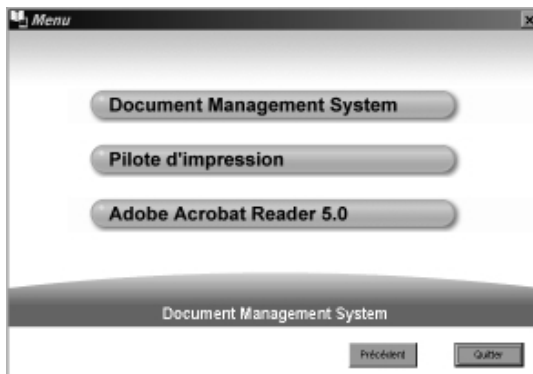 Menu
Document Management System
Pilote d'impression
Adobe Acrobat Reader 5.0
Document Management System
Précédent
Quitter